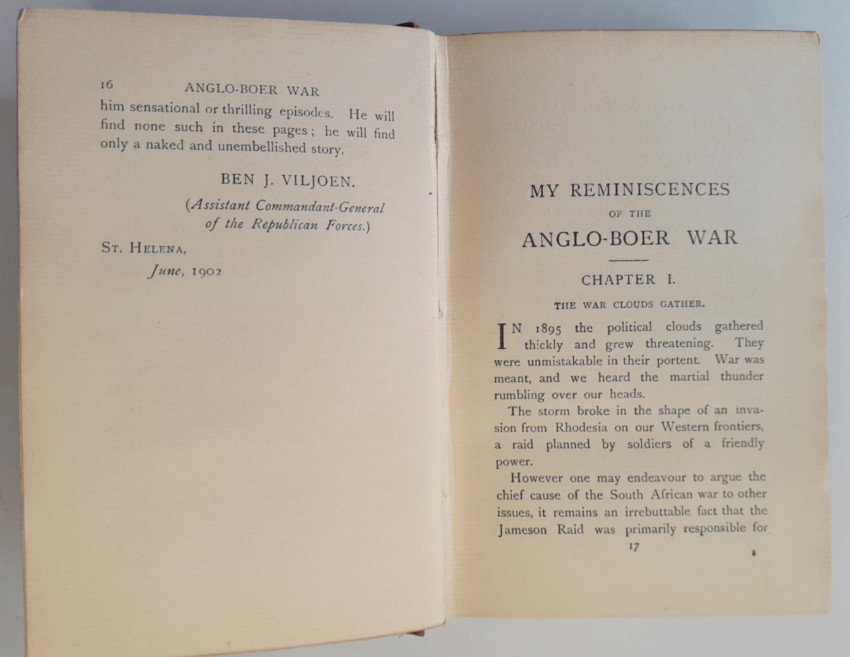 16 ANGLO-BOER WAR
him sensational or thrilling episodes. He will
find none such in these pages; he will find
only a naked and unembellished story.
BEN J. VILJOEN.
(Assistant Commandant-General
of the Republican Forces.)
St. Helena,
June, 1902
MY REMINISCENCES
OF THE
ANGLO-BOER WAR
CHAPTER I.
THE WAR CLOUDS GATHER.
IN 1895 the political clouds gathered
thickly and grew threatening. They
were unmistakable in their portent. War was
meant, and we heard the martial thunder
rumbling over our heads.
The storm broke in the shape of an inva-
sion from Rhodesia on our Western frontiers,
a raid planned by soldiers of a friendly
power.
However one may endeavour to argue the
chief cause of the South African war to other
issues, it remains an irrebuttable fact that the
Jameson Raid was primarily responsible for
17